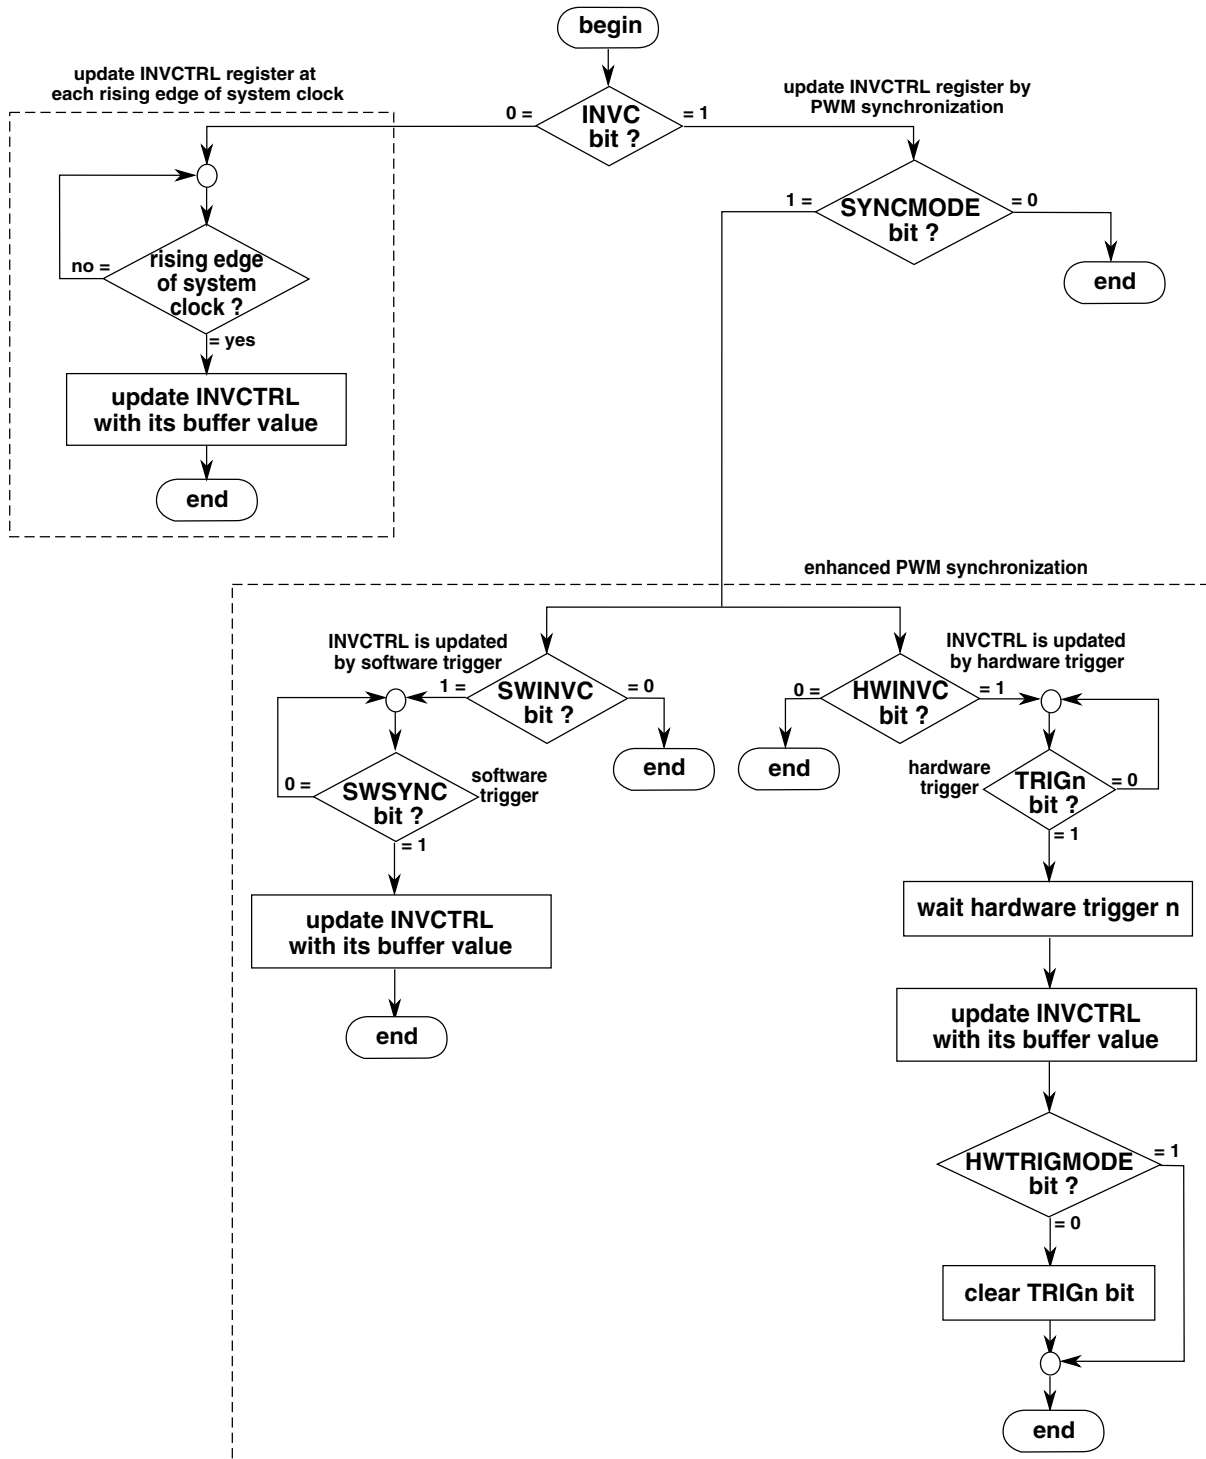 begin
update INVCTRL register at
each rising edge of system clock
update INVCTRL register by
PWM synchronization
0 =
INVC
bit ?
= 1
1 =
SYNCMODE
bit ?
= 0
end
no =
rising edge
of system
clock ?
= yes
update INVCTRL
with its buffer value
end
enhanced PWM synchronization
INVCTRL is updated
by software trigger
INVCTRL is updated
by hardware trigger
1 =
SWINVC
bit ?
= 0
end
0 =
HWINVC
bit ?
= 1
end
0 =
SWSYNC
bit ?
software
trigger
= 1
hardware
trigger
TRIGn
bit ?
= 0
= 1
update INVCTRL
with its buffer value
end
wait hardware trigger n
update INVCTRL
with its buffer value
HWTRIGMODE
bit ?
= 1
= 0
clear TRIGn bit
end